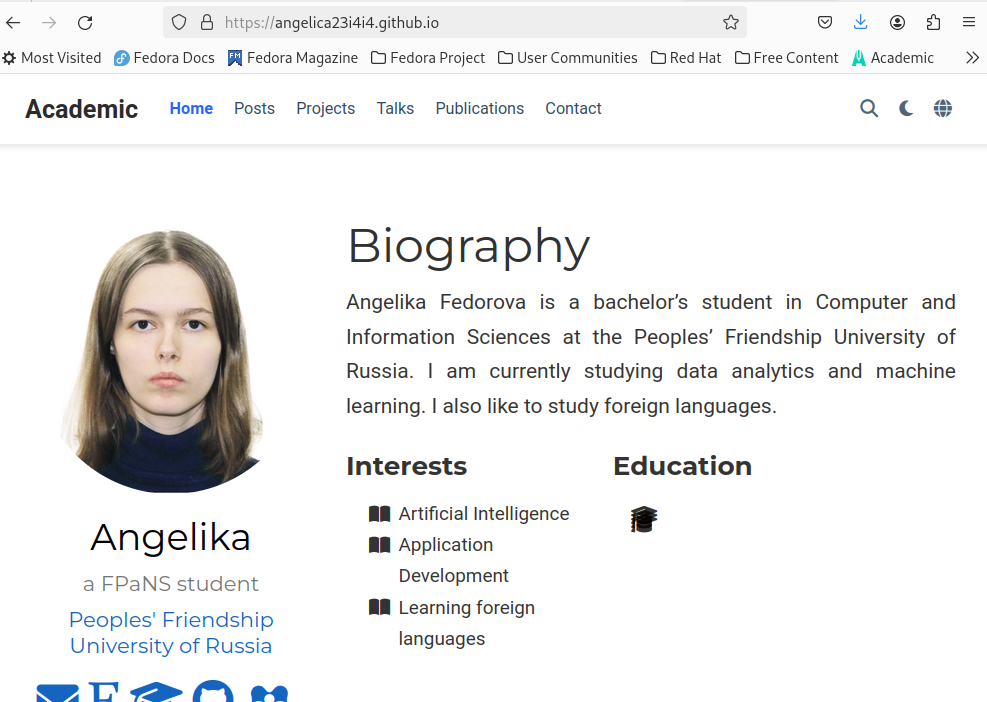 https://angelica23i4i4.github.io
Most Visited Fedora Docs Fedora Magazine Fedora Project User Communities Red Hat Free Content Academic
Academic Home Posts Projects Talks Publications Contact
Biography
Angelika Fedorova is a bachelor’s student in Computer and
Information Sciences at the Peoples’ Friendship University of
Russia. I am currently studying data analytics and machine
learning. I also like to study foreign languages.
Interests
Artificial Intelligence
Application
Development
Learning foreign
languages
Education
Angelika
a FPaNS student
Peoples' Friendship
University of Russia